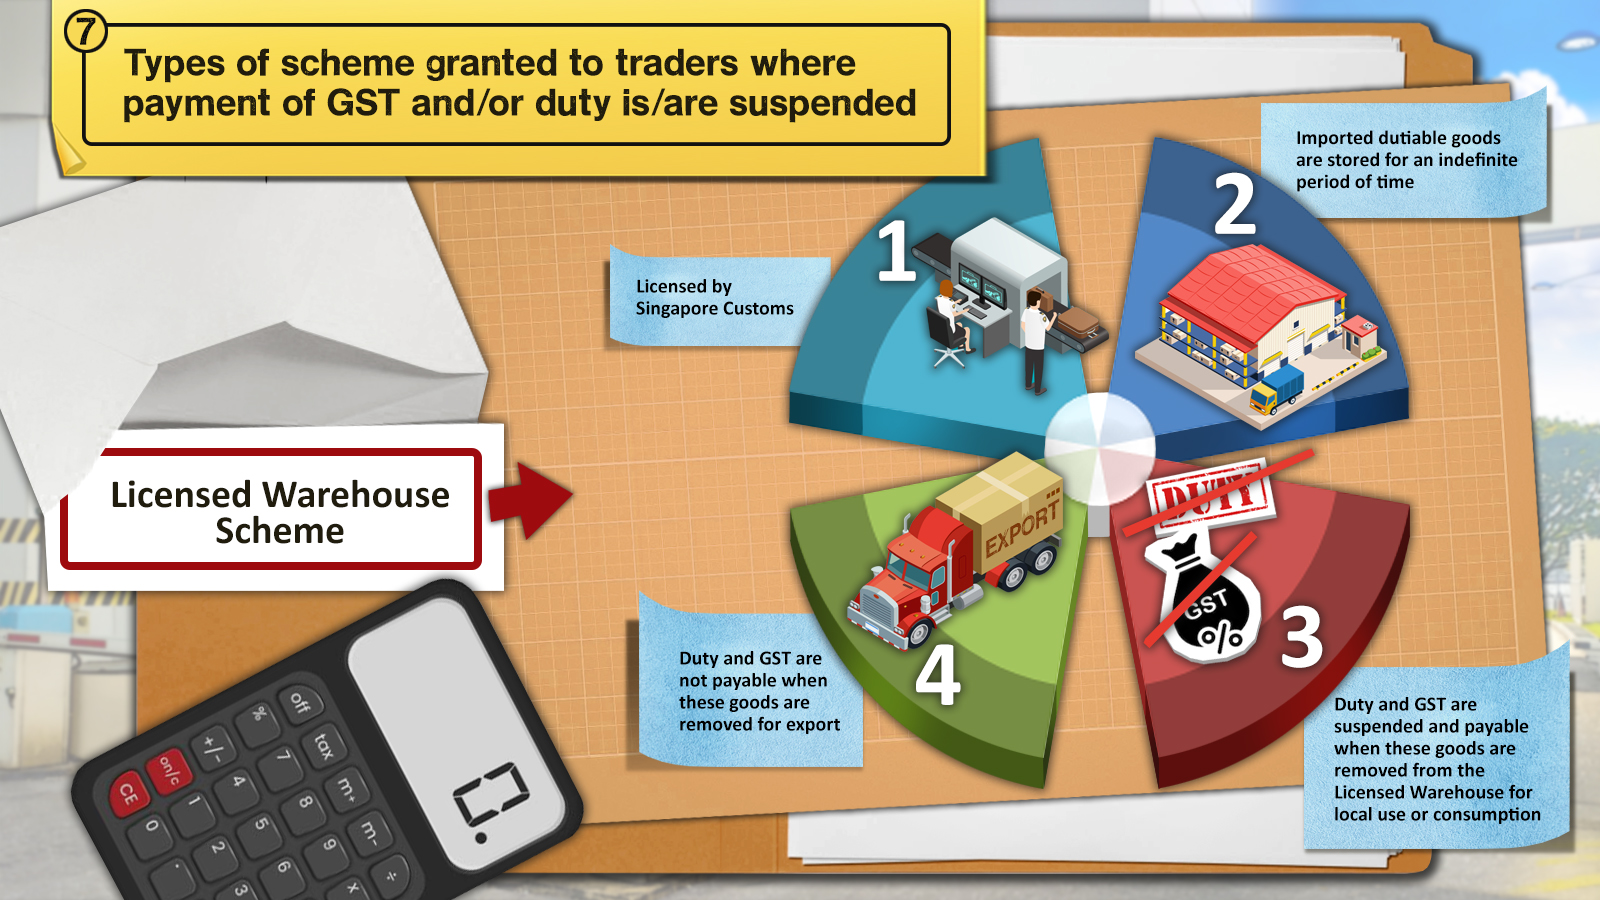 7
Types of scheme granted to traders where
payment of GST and/or duty is/are suspended
Licensed Warehouse
Scheme
1
Licensed by
Singapore Customs
2
Imported dutiable goods
are stored for an indefinite
period of time
DUTY
GST
%
3
Duty and GST are
suspended and payable
when these goods are
removed from the
Licensed Warehouse for
local use or consumption
EXPORT
4
Duty and GST are
not payable when
these goods are
removed for export
0.
off
% tax
+/- 7 m+
on/c 4 8 m-
CE 1 5 9 ÷
0 2 6 x
. 3